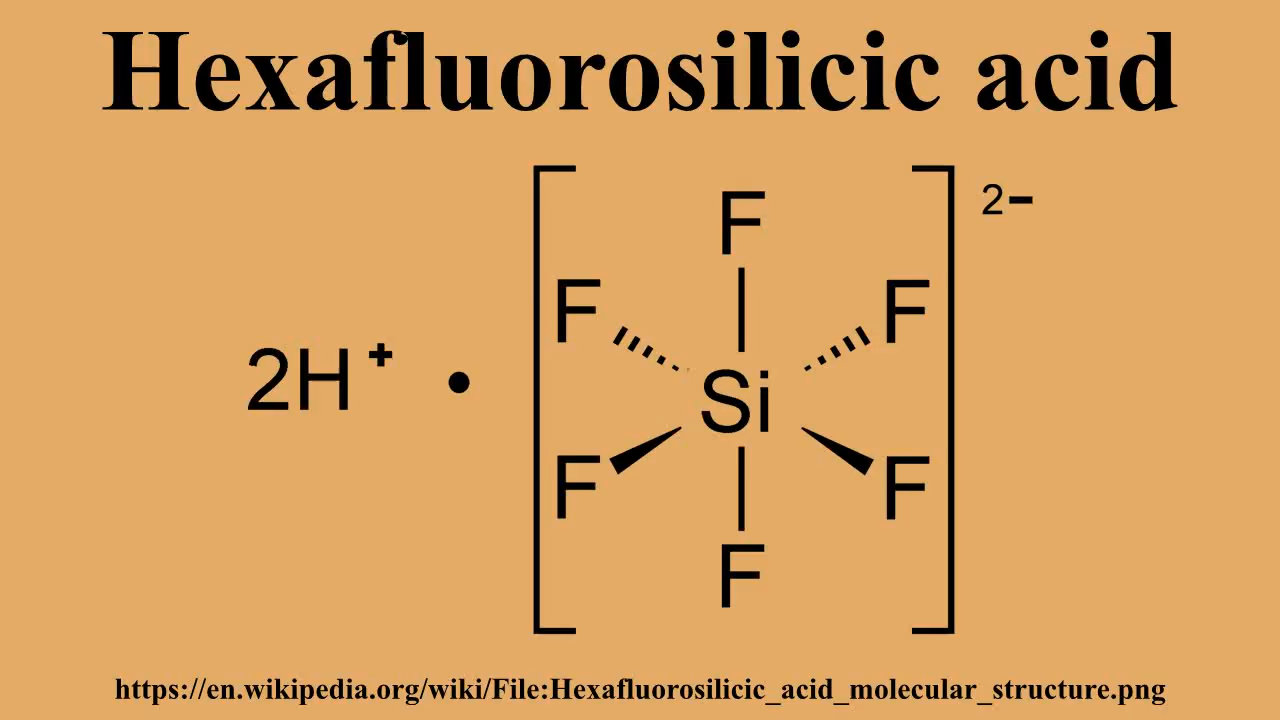 Hexafluorosilicic acid
2-
F
F F
2H+ • Si
F F
F
https://en.wikipedia.org/wiki/File:Hexafluorosilicic_acid_molecular_structure.png